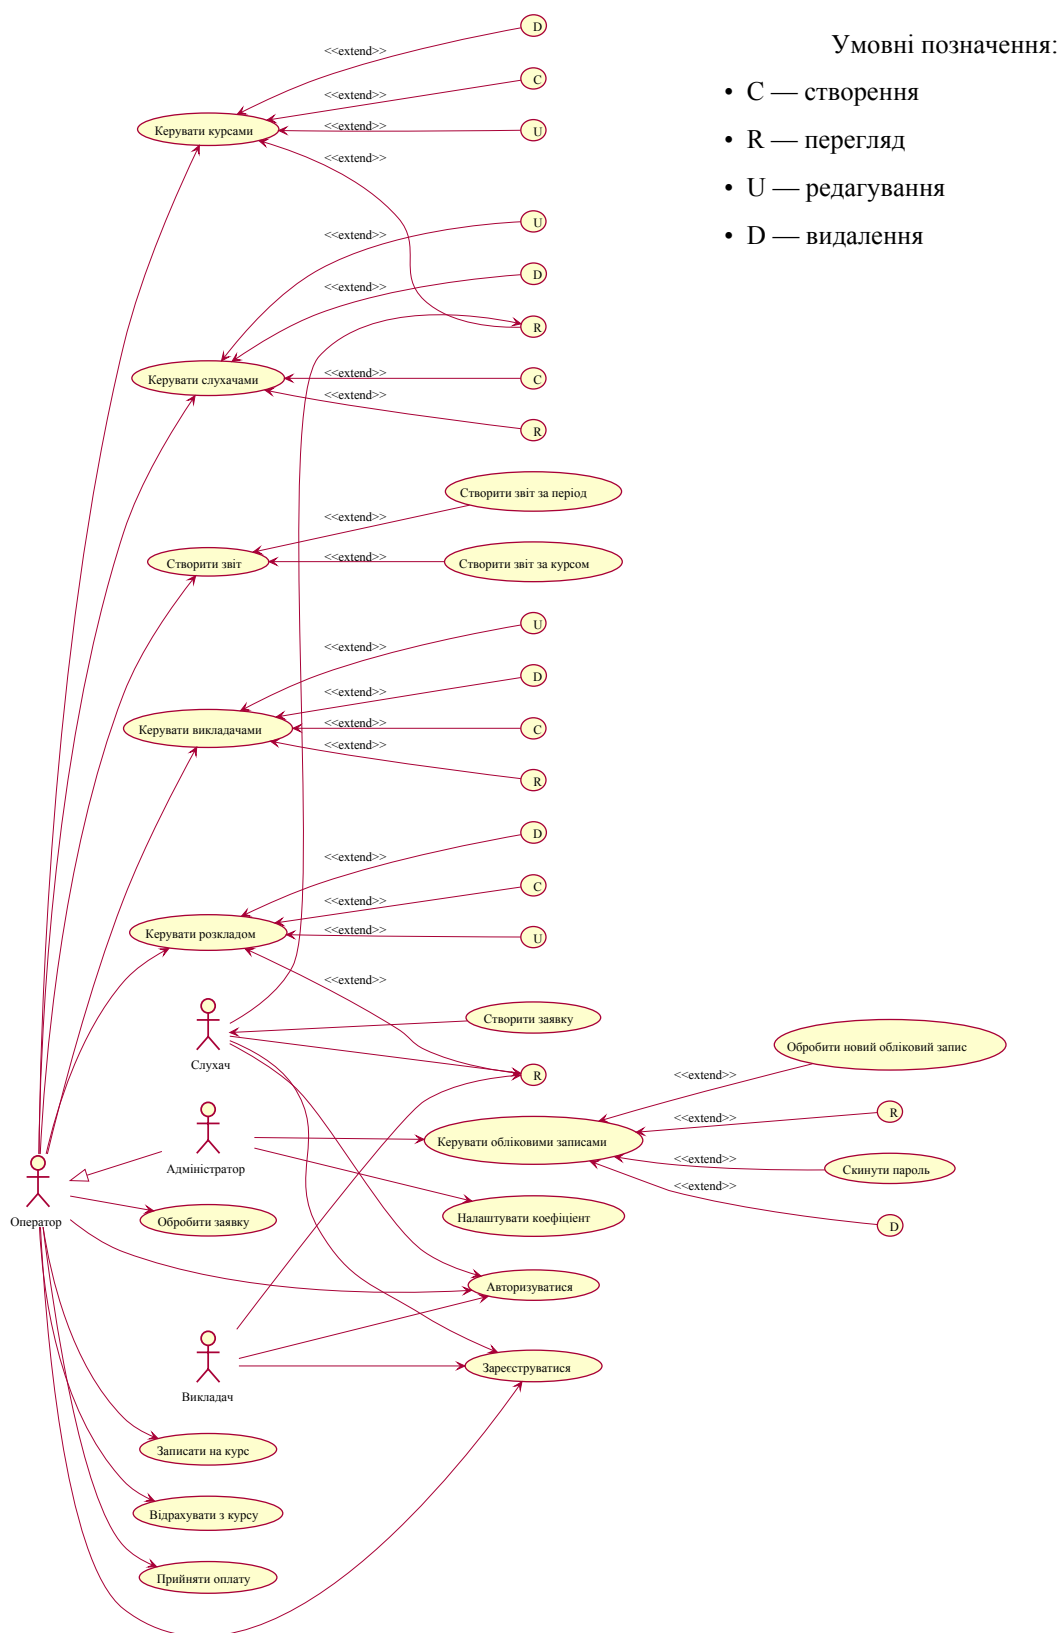 Умовні позначення:
• C — створення
• R — перегляд
• U — редагування
• D — видалення
D
<<extend>>
C
<<extend>>
Керувати курсами
<<extend>>
U
<<extend>>
U
<<extend>>
D
<<extend>>
R
Керувати слухачами
<<extend>>
C
<<extend>>
R
Створити звіт за період
<<extend>>
Створити звіт
<<extend>>
Створити звіт за курсом
U
<<extend>>
D
<<extend>>
Керувати викладачами
<<extend>>
C
<<extend>>
R
D
<<extend>>
C
<<extend>>
Керувати розкладом
<<extend>>
U
<<extend>>
Створити заявку
Слухач
R
Обробити новий обліковий запис
<<extend>>
R
<<extend>>
Керувати обліковими записами
<<extend>>
Скинути пароль
<<extend>>
D
Адміністратор
Оператор
Обробити заявку
Налаштувати коефіцієнт
Авторизуватися
Викладач
Зареєструватися
Записати на курс
Відрахувати з курсу
Прийняти оплату